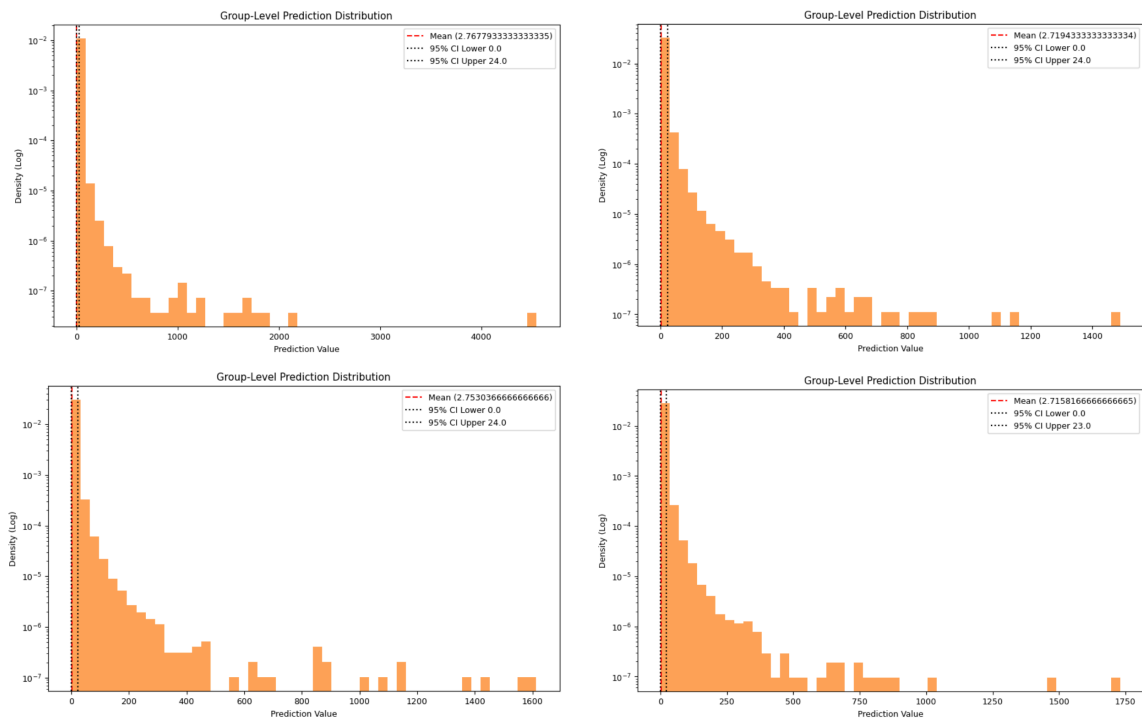 Group-Level Prediction Distribution
Mean (2.7677933333333335)
95% CI Lower 0.0
95% CI Upper 24.0
Density (Log)
10⁻²
10⁻³
10⁻⁴
10⁻⁵
10⁻⁶
10⁻⁷
0 1000 2000 3000 4000
Prediction Value
Group-Level Prediction Distribution
Mean (2.7194333333333334)
95% CI Lower 0.0
95% CI Upper 24.0
Density (Log)
10⁻²
10⁻³
10⁻⁴
10⁻⁵
10⁻⁶
10⁻⁷
0 200 400 600 800 1000 1200 1400
Prediction Value
Group-Level Prediction Distribution
Mean (2.7530366666666666)
95% CI Lower 0.0
95% CI Upper 24.0
Density (Log)
10⁻²
10⁻³
10⁻⁴
10⁻⁵
10⁻⁶
10⁻⁷
0 200 400 600 800 1000 1200 1400 1600
Prediction Value
Group-Level Prediction Distribution
Mean (2.7158166666666665)
95% CI Lower 0.0
95% CI Upper 23.0
Density (Log)
10⁻²
10⁻³
10⁻⁴
10⁻⁵
10⁻⁶
10⁻⁷
0 250 500 750 1000 1250 1500 1750
Prediction Value